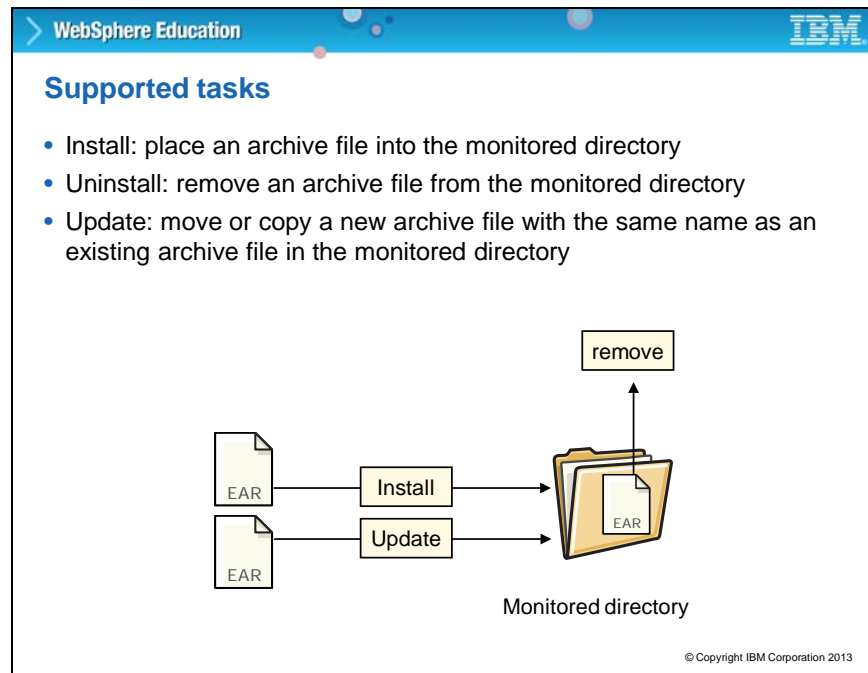 WebSphere Education
IBM
Supported tasks
• Install: place an archive file into the monitored directory
• Uninstall: remove an archive file from the monitored directory
• Update: move or copy a new archive file with the same name as an
existing archive file in the monitored directory
remove
EAR
Install
EAR
Update
EAR
Monitored directory
© Copyright IBM Corporation 2013